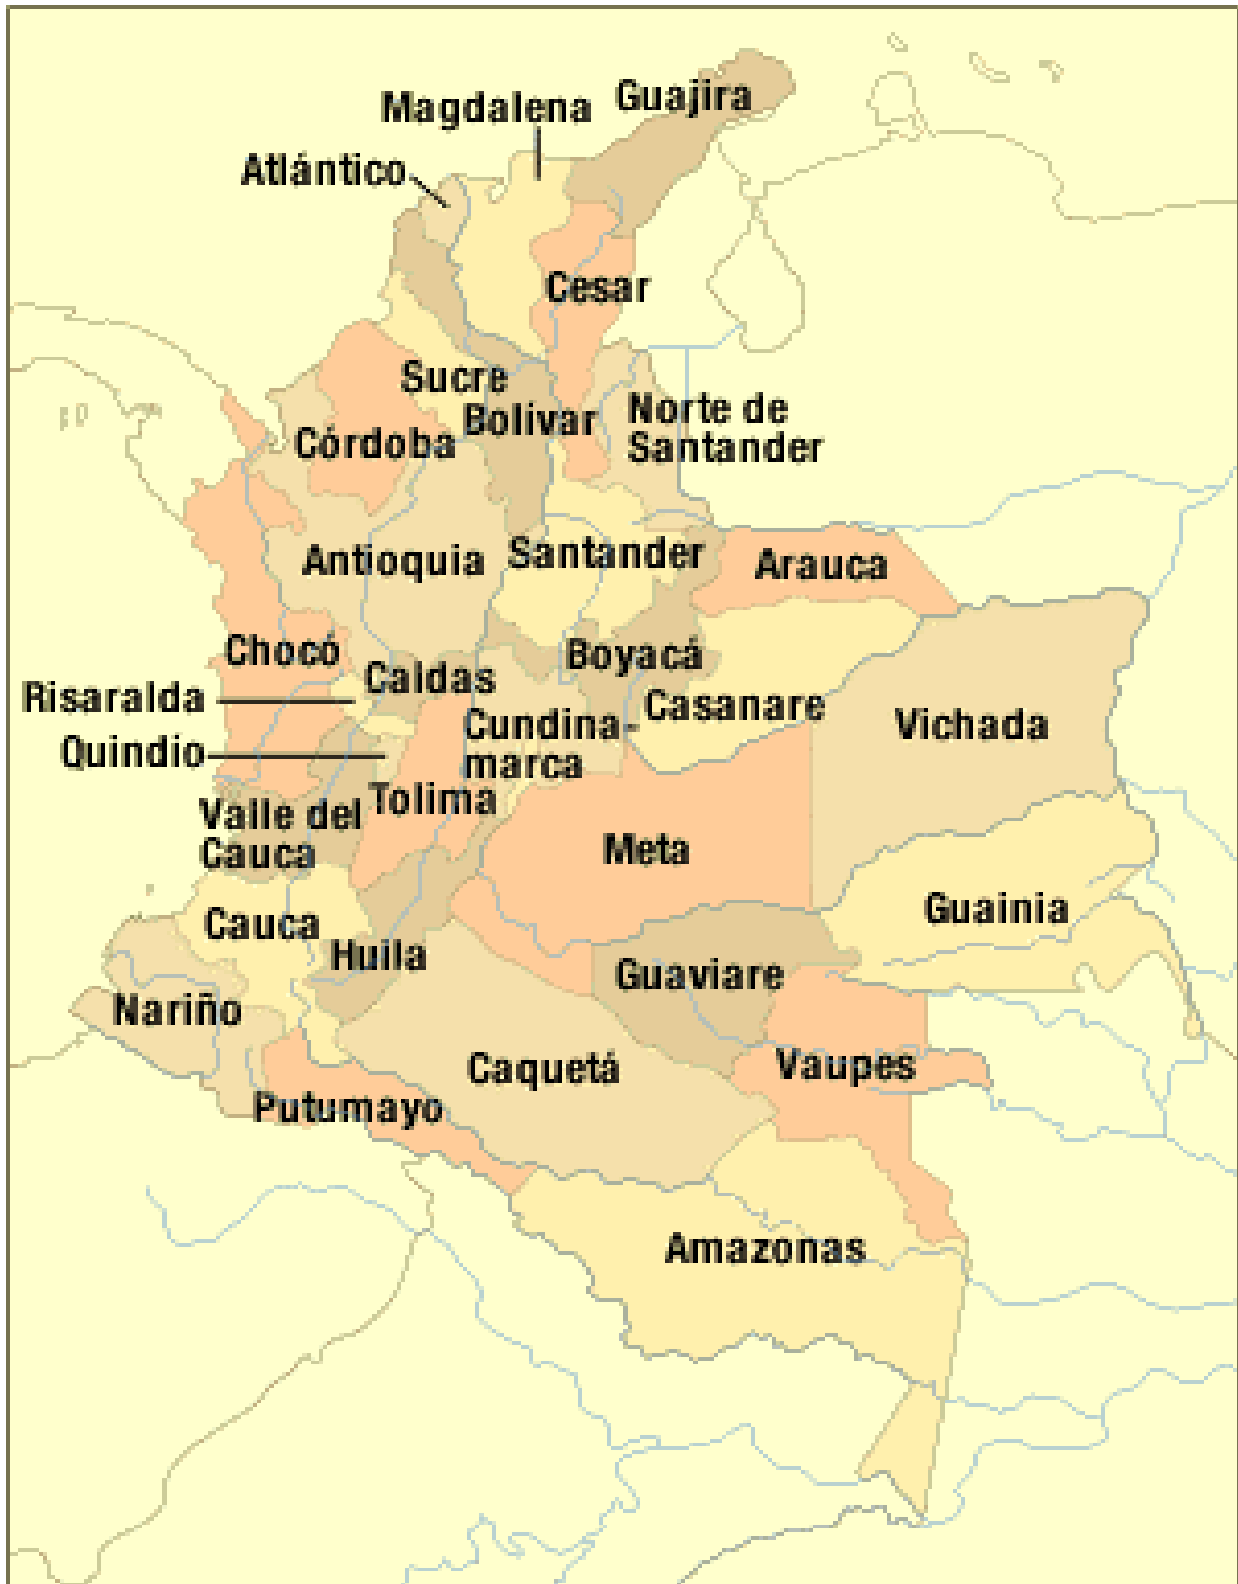 Guajira
Magdalena
Atlántico
Cesar
Sucre
Bolívar
Norte de
Santander
Córdoba
Santander
Antioquia
Arauca
Chocó
Boyacá
Caldas
Risaralda
Casanare
Cundina-
marca
Vichada
Quindio
Tolima
Valle del
Cauca
Meta
Guainia
Cauca
Huila
Guaviare
Nariño
Caquetá
Vaupes
Putumayo
Amazonas